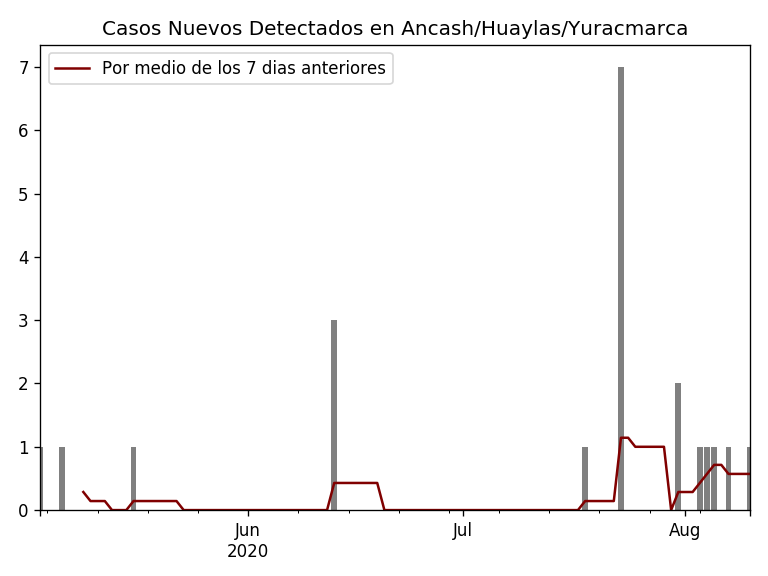 Casos Nuevos Detectados en Ancash/Huaylas/Yuracmarca
Por medio de los 7 dias anteriores
7
6
5
4
3
2
1
0
Jun
2020
Jul
Aug